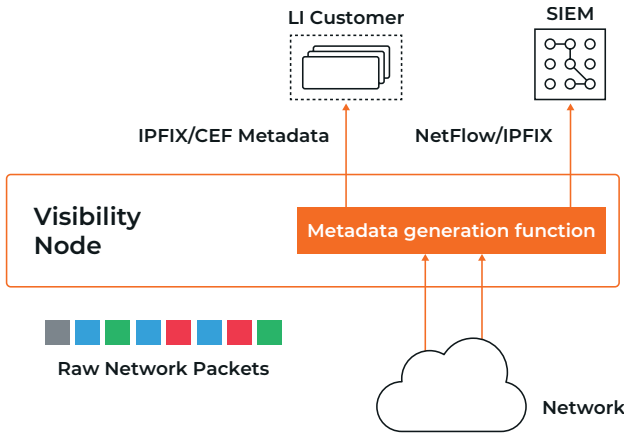 LI Customer
SIEM
IPFIX/CEF Metadata
NetFlow/IPFIX
Visibility
Node
Metadata generation function
Raw Network Packets
Network